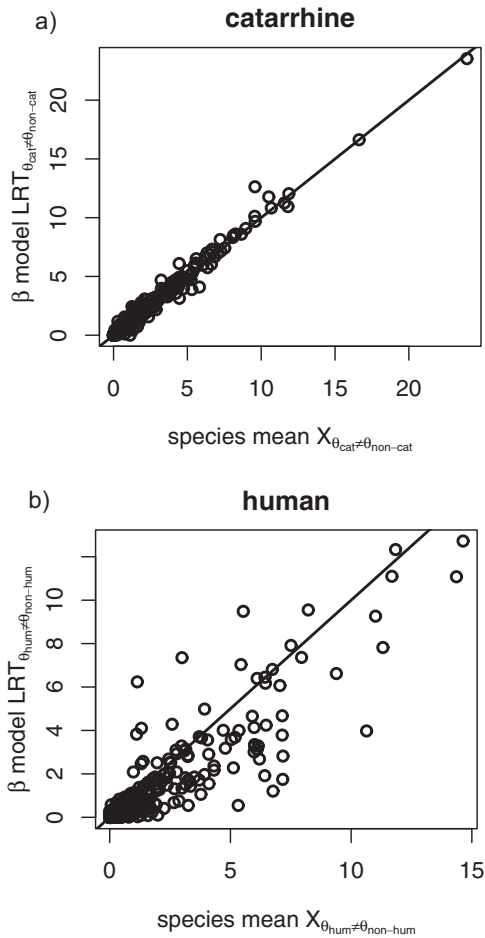 a)
catarrhine
β model LRTθcat≠θnon−cat
20
15
10
5
0
0 5 10 15 20
species mean Xθcat≠θnon−cat
b)
human
β model LRTθhum≠θnon−hum
10
8
6
4
2
0
0 5 10 15
species mean Xθhum≠θnon−hum